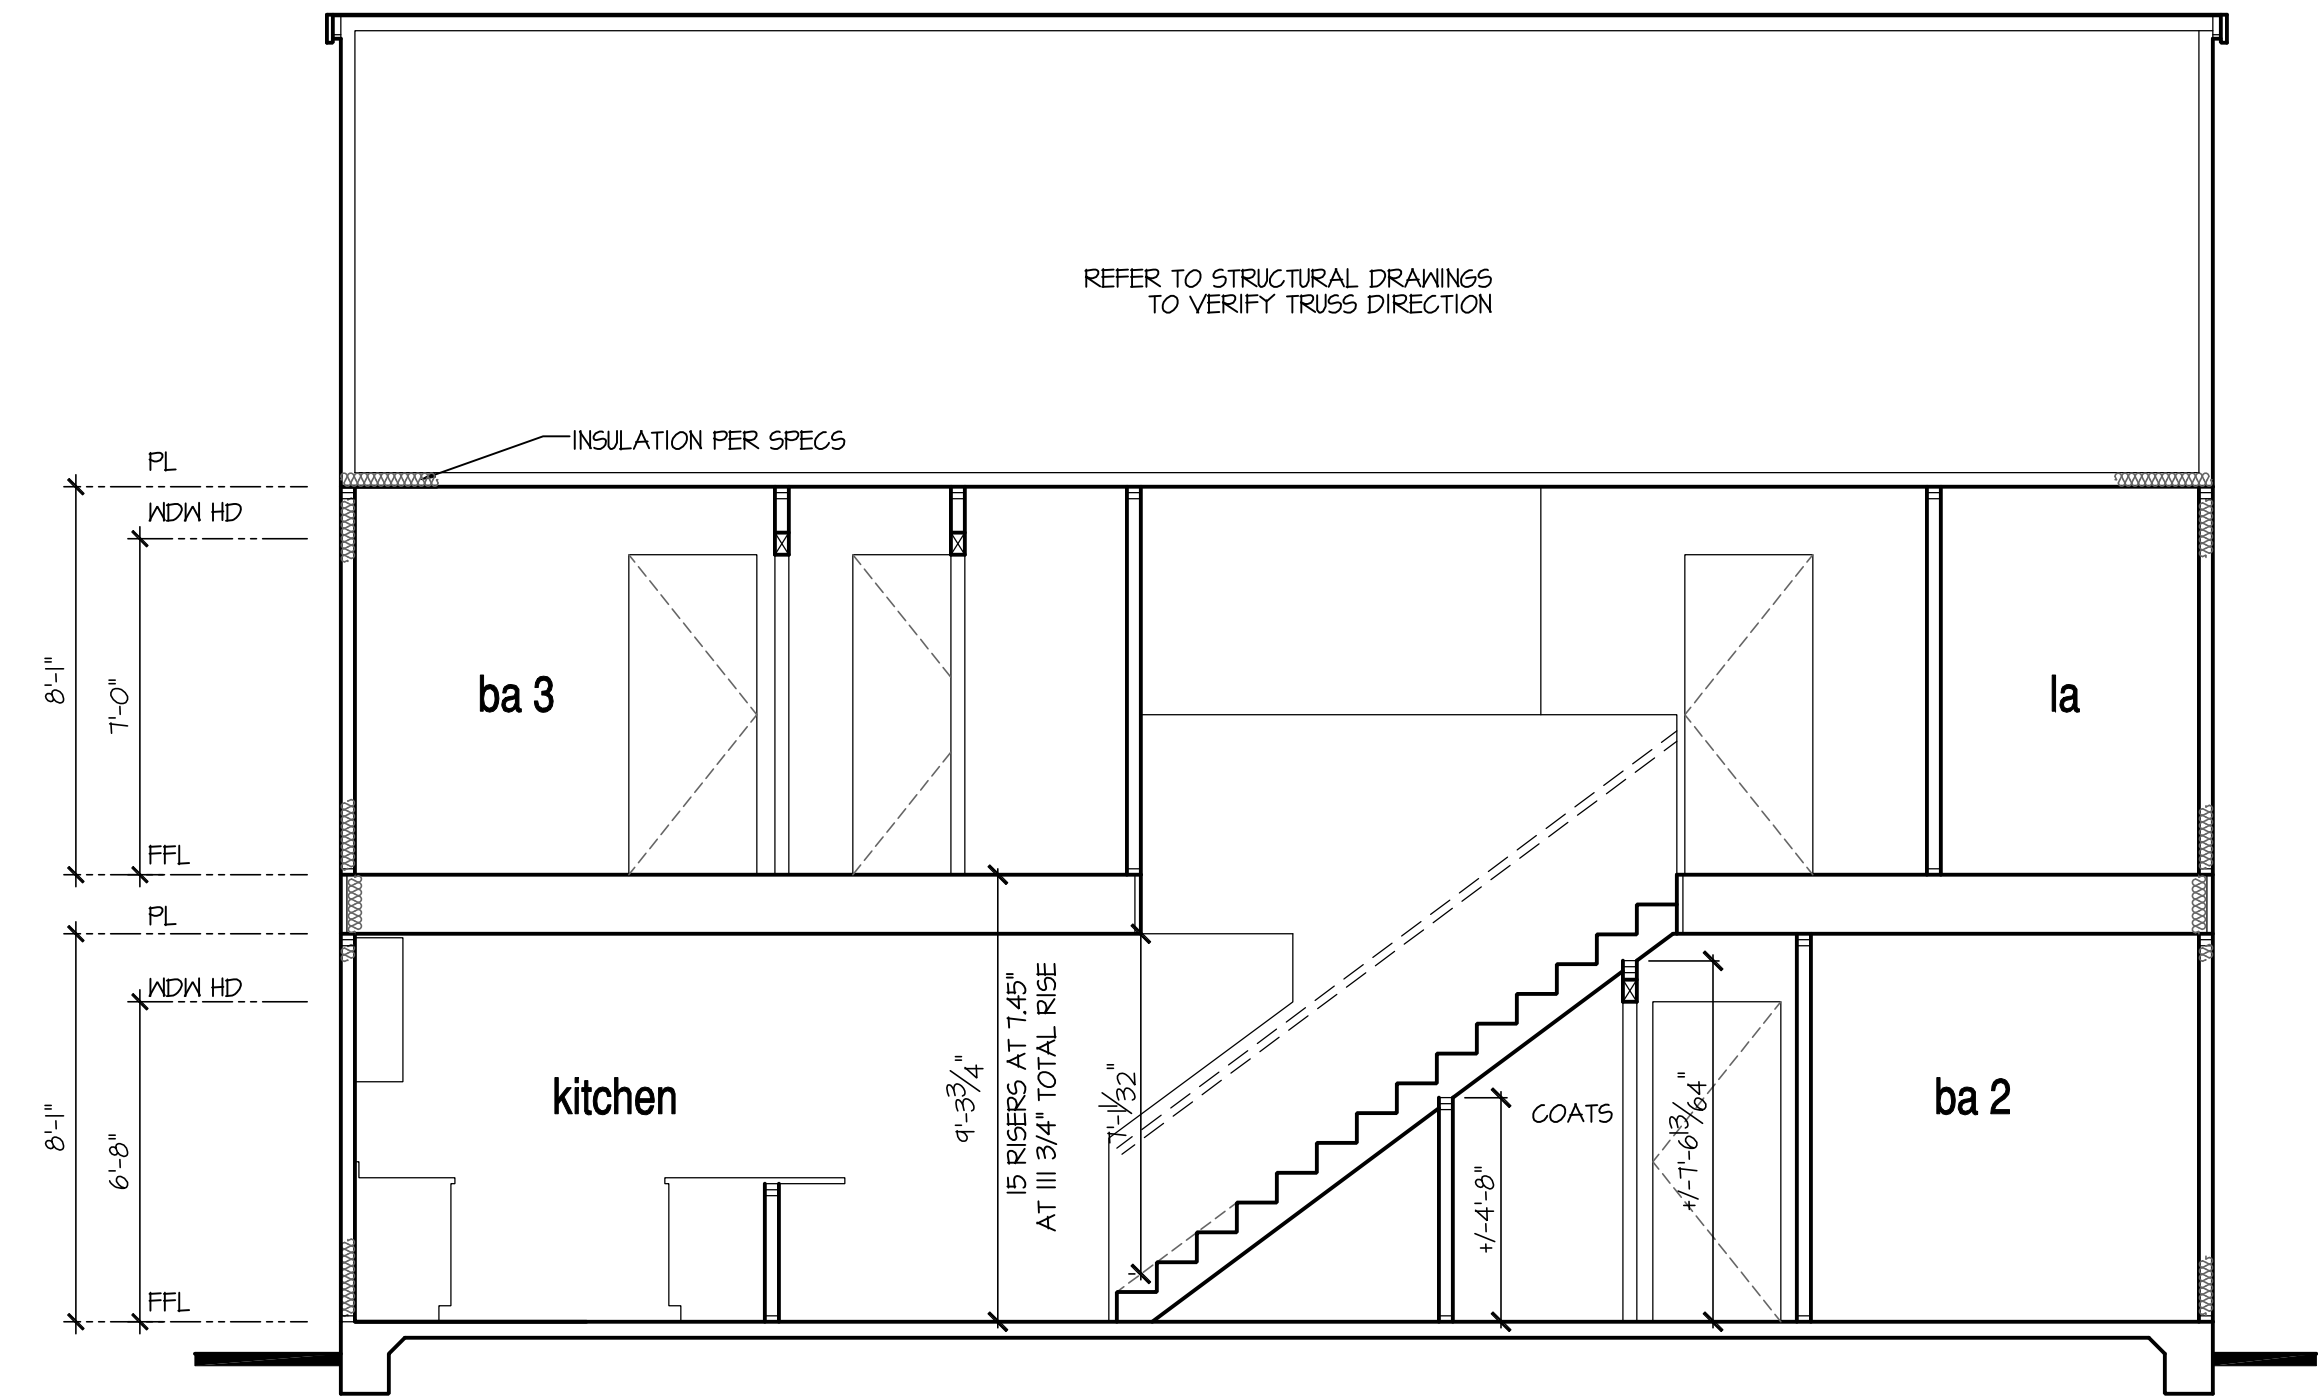 REFER TO STRUCTURAL DRAWINGS
TO VERIFY TRUSS DIRECTION
INSULATION PER SPECS
PL
WDW HD
8'-1"
7'-0"
ba 3
la
FFL
PL
WDW HD
8'-1"
6'-8"
kitchen
9'-3 3/4"
15 RISERS AT 7.45"
AT 111 3/4" TOTAL RISE
7'-1 1/32"
COATS
+/-4'-8"
+/-7'-6 13/64"
ba 2
FFL